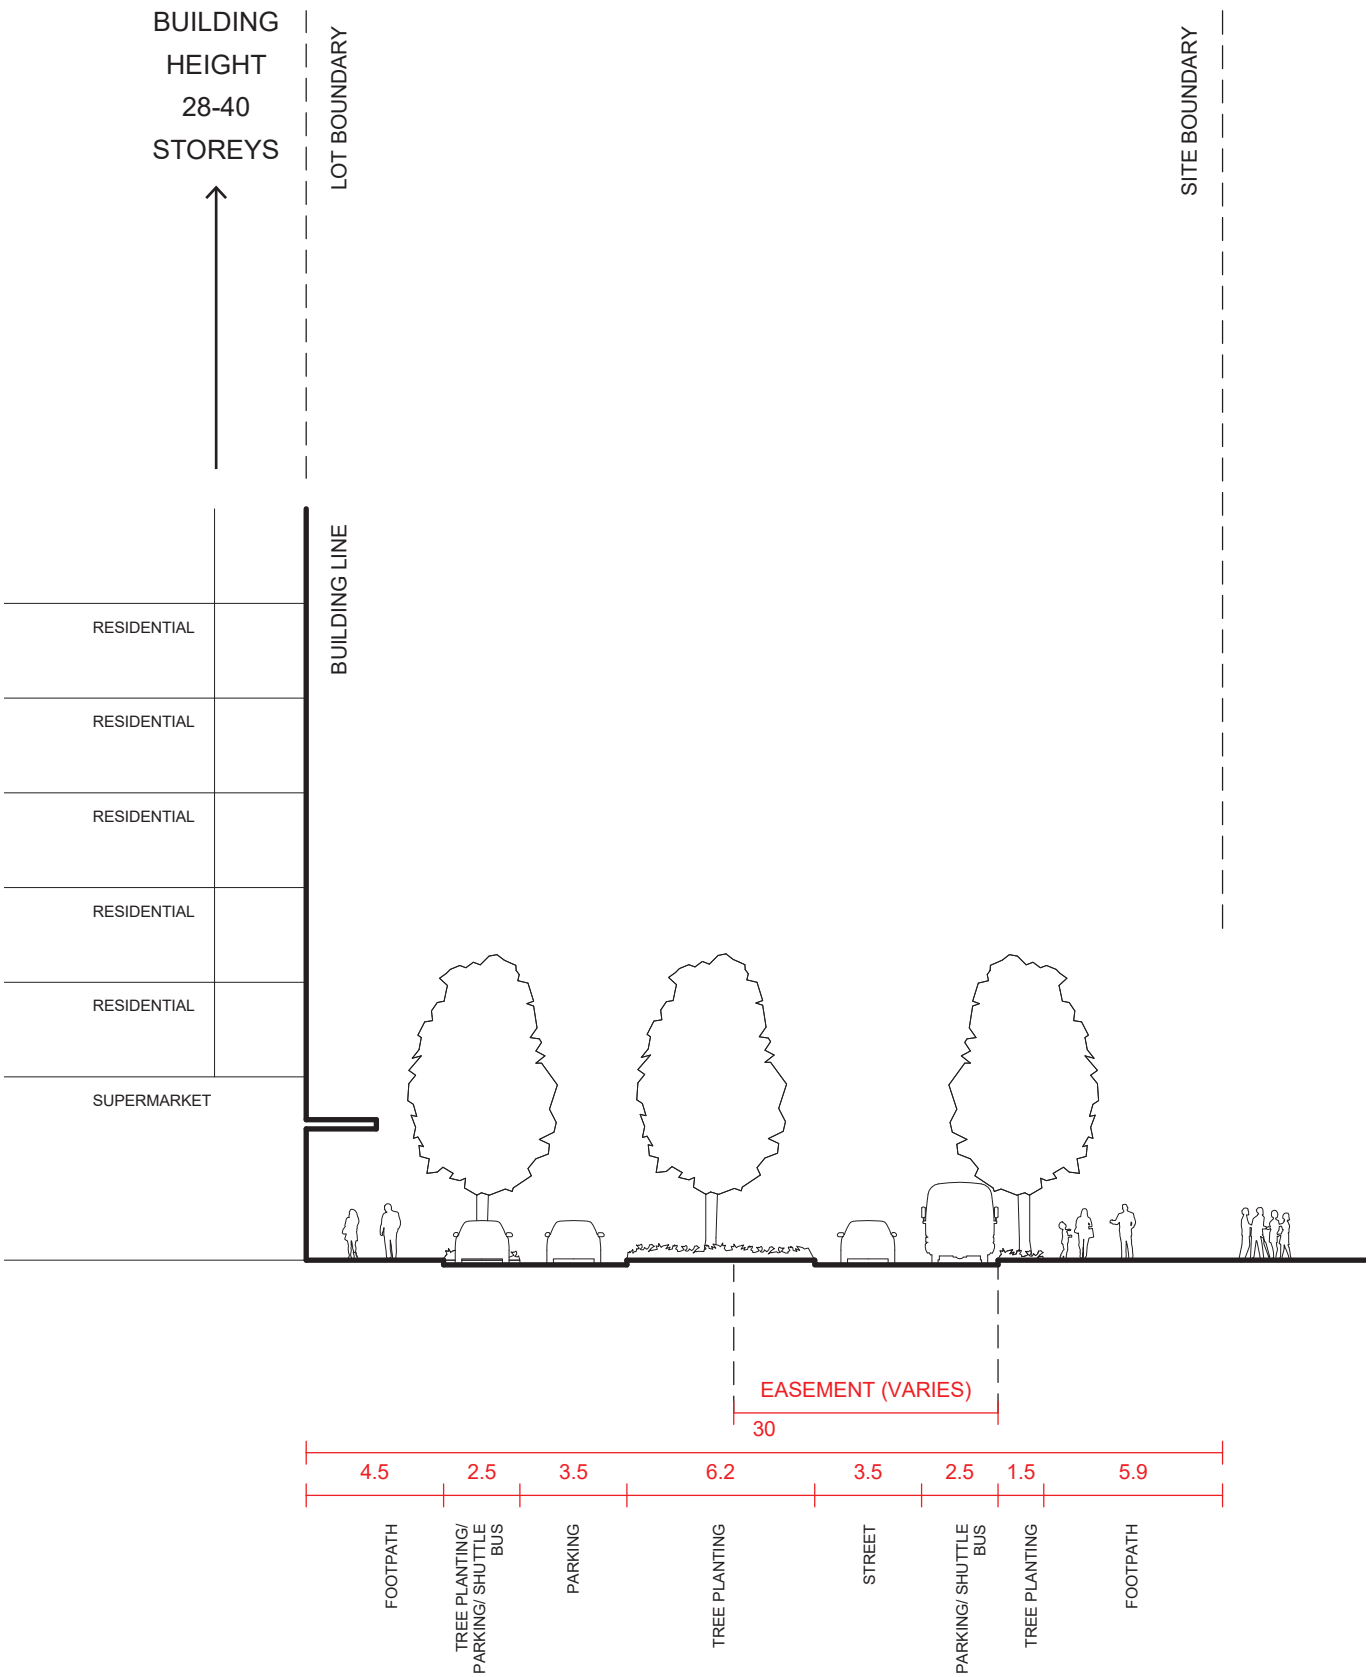 BUILDING
HEIGHT
28-40
STOREYS
LOT BOUNDARY
SITE BOUNDARY
BUILDING LINE
RESIDENTIAL
RESIDENTIAL
RESIDENTIAL
RESIDENTIAL
RESIDENTIAL
SUPERMARKET
EASEMENT (VARIES)
30
4.5
2.5
3.5
6.2
3.5
2.5
1.5
5.9
FOOTPATH
TREE PLANTING/
PARKING/ SHUTTLE
BUS
PARKING
TREE PLANTING
STREET
PARKING/ SHUTTLE
BUS
TREE PLANTING
FOOTPATH